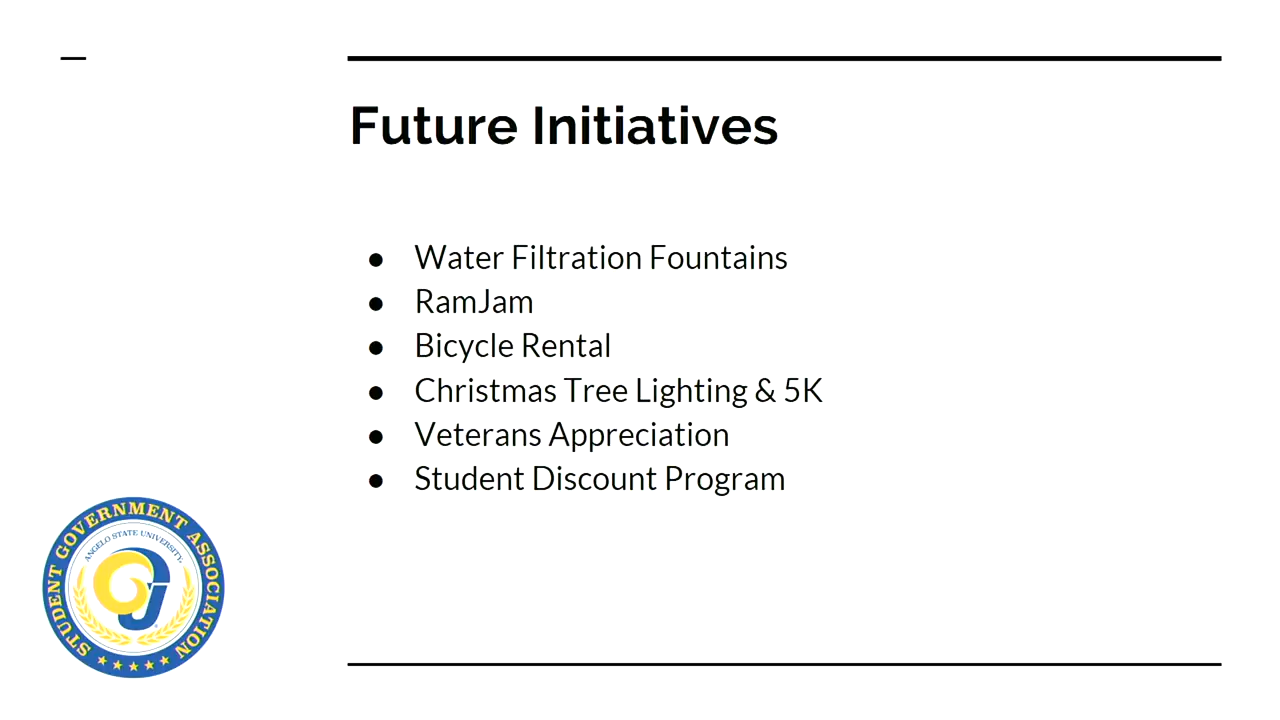 Future Initiatives
● Water Filtration Fountains
● RamJam
● Bicycle Rental
● Christmas Tree Lighting & 5K
● Veterans Appreciation
● Student Discount Program
STUDENT GOVERNMENT ASSOCIATION
ANGELO STATE UNIVERSITY